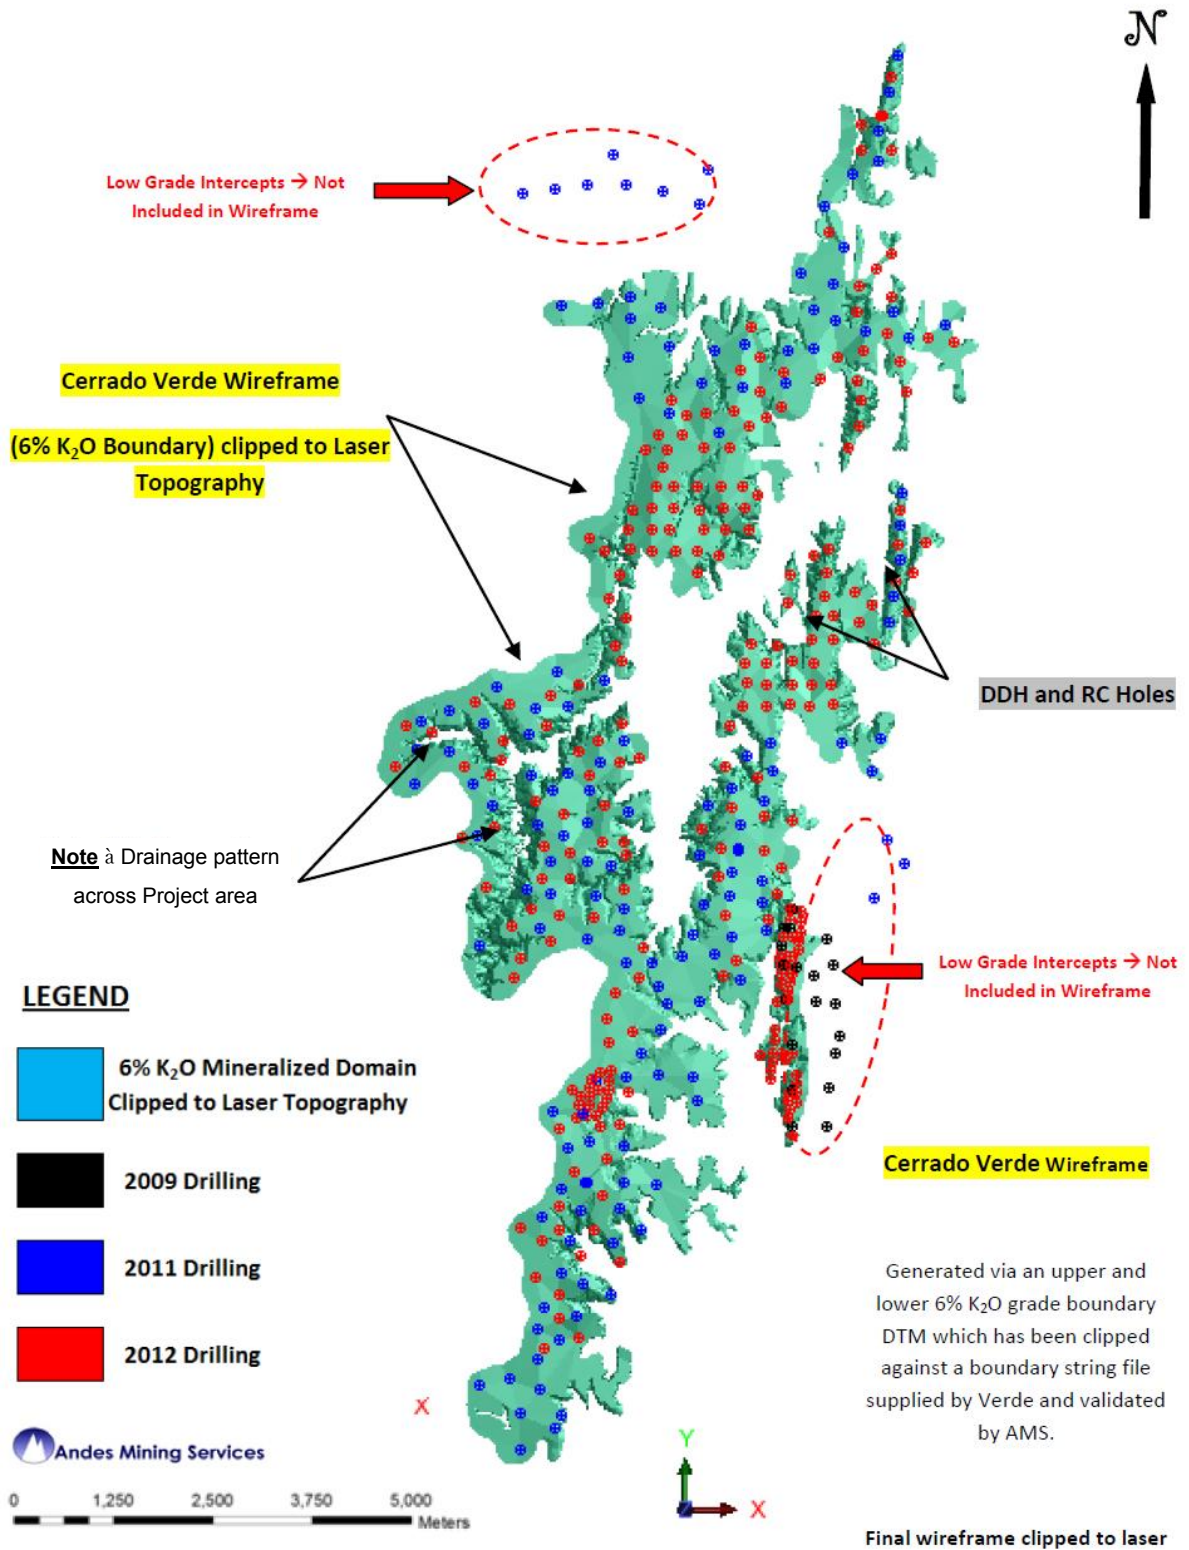 N
Low Grade Intercepts → Not
Included in Wireframe
Cerrado Verde Wireframe
(6% K₂O Boundary) clipped to Laser
Topography
DDH and RC Holes
Note à Drainage pattern
across Project area
Low Grade Intercepts → Not
Included in Wireframe
LEGEND
6% K₂O Mineralized Domain
Clipped to Laser Topography
2009 Drilling
2011 Drilling
2012 Drilling
Cerrado Verde Wireframe
Generated via an upper and
lower 6% K₂O grade boundary
DTM which has been clipped
against a boundary string file
supplied by Verde and validated
by AMS.
X
Andes Mining Services
Y
X
0 1,250 2,500 3,750 5,000
Meters
Final wireframe clipped to laser